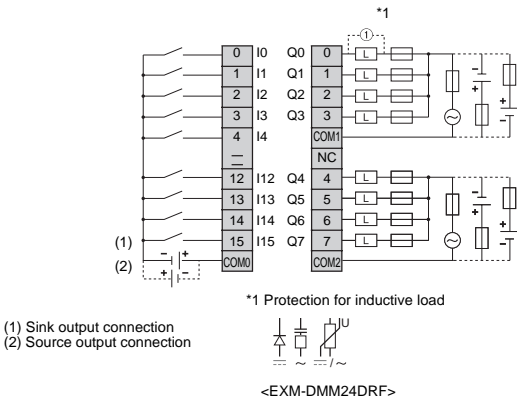 *1
1
0 I0 Q0 0 L
1 I1 Q1 1 L
2 I2 Q2 2 L
3 I3 Q3 3 L
4 I4 COM1
NC
12 I12 Q4 4 L
13 I13 Q5 5 L
14 I14 Q6 6 L
(1) 15 I15 Q7 7 L
(2) COM0 COM2
*1 Protection for inductive load
(1) Sink output connection
(2) Source output connection
U
<EXM-DMM24DRF>